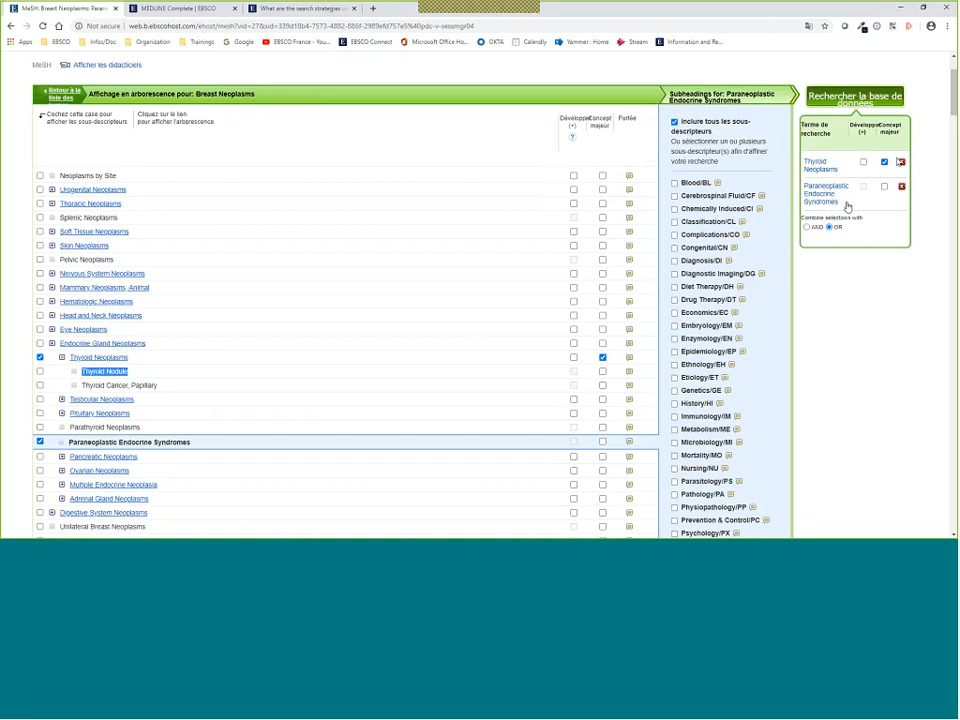 MeSH: Breast Neoplasms: Paran
MEDLINE Complete | EBSCO
What are the search strategies u
Not secure | web.b.ebscohost.com/ehost/mesh?vid=27&sid=339d18b4-7573-4882-886f-2989efd757e5%40pdc-v-sessmgr04
Apps EBSCO Infos/Doc Organization Trainings Google EBSCO France - You... EBSCO Connect Microsoft Office Ho... OKTA Calendly Yammer : Home Stream Information and Re...
MeSH Afficher les didacticiels
Retour à la liste des
Affichage en arborescence pour: Breast Neoplasms
Cochez cette case pour afficher les sous-descripteurs
Cliquez sur le lien pour afficher l'arborescence
Développe (+)
Concept majeur
Portée
Neoplasms by Site
Urogenital Neoplasms
Thoracic Neoplasms
Splenic Neoplasms
Soft Tissue Neoplasms
Skin Neoplasms
Pelvic Neoplasms
Nervous System Neoplasms
Mammary Neoplasms, Animal
Hematologic Neoplasms
Head and Neck Neoplasms
Eye Neoplasms
Endocrine Gland Neoplasms
Thyroid Neoplasms
Thyroid Nodule
Thyroid Cancer, Papillary
Testicular Neoplasms
Pituitary Neoplasms
Parathyroid Neoplasms
Paraneoplastic Endocrine Syndromes
Pancreatic Neoplasms
Ovarian Neoplasms
Multiple Endocrine Neoplasia
Adrenal Gland Neoplasms
Digestive System Neoplasms
Unilateral Breast Neoplasms
Subheadings for: Paraneoplastic
Endocrine Syndromes
Inclure tous les sous-
descripteurs
Ou sélectionner un ou plusieurs
sous-descripteur(s) afin d'affiner
votre recherche
Blood/BL
Cerebrospinal Fluid/CF
Chemically Induced/CI
Classification/CL
Complications/CO
Congenital/CN
Diagnosis/DI
Diagnostic Imaging/DG
Diet Therapy/DH
Drug Therapy/DT
Economics/EC
Embryology/EM
Enzymology/EN
Epidemiology/EP
Ethnology/EH
Etiology/ET
Genetics/GE
History/HI
Immunology/IM
Metabolism/ME
Microbiology/MI
Mortality/MO
Nursing/NU
Parasitology/PS
Pathology/PA
Physiopathology/PP
Prevention & Control/PC
Psychology/PX
Rechercher la base de
données
Terme de recherche
Développe (+)
Concept majeur
Thyroid
Neoplasms
Paraneoplastic
Endocrine
Syndromes
Combine selections with
AND OR